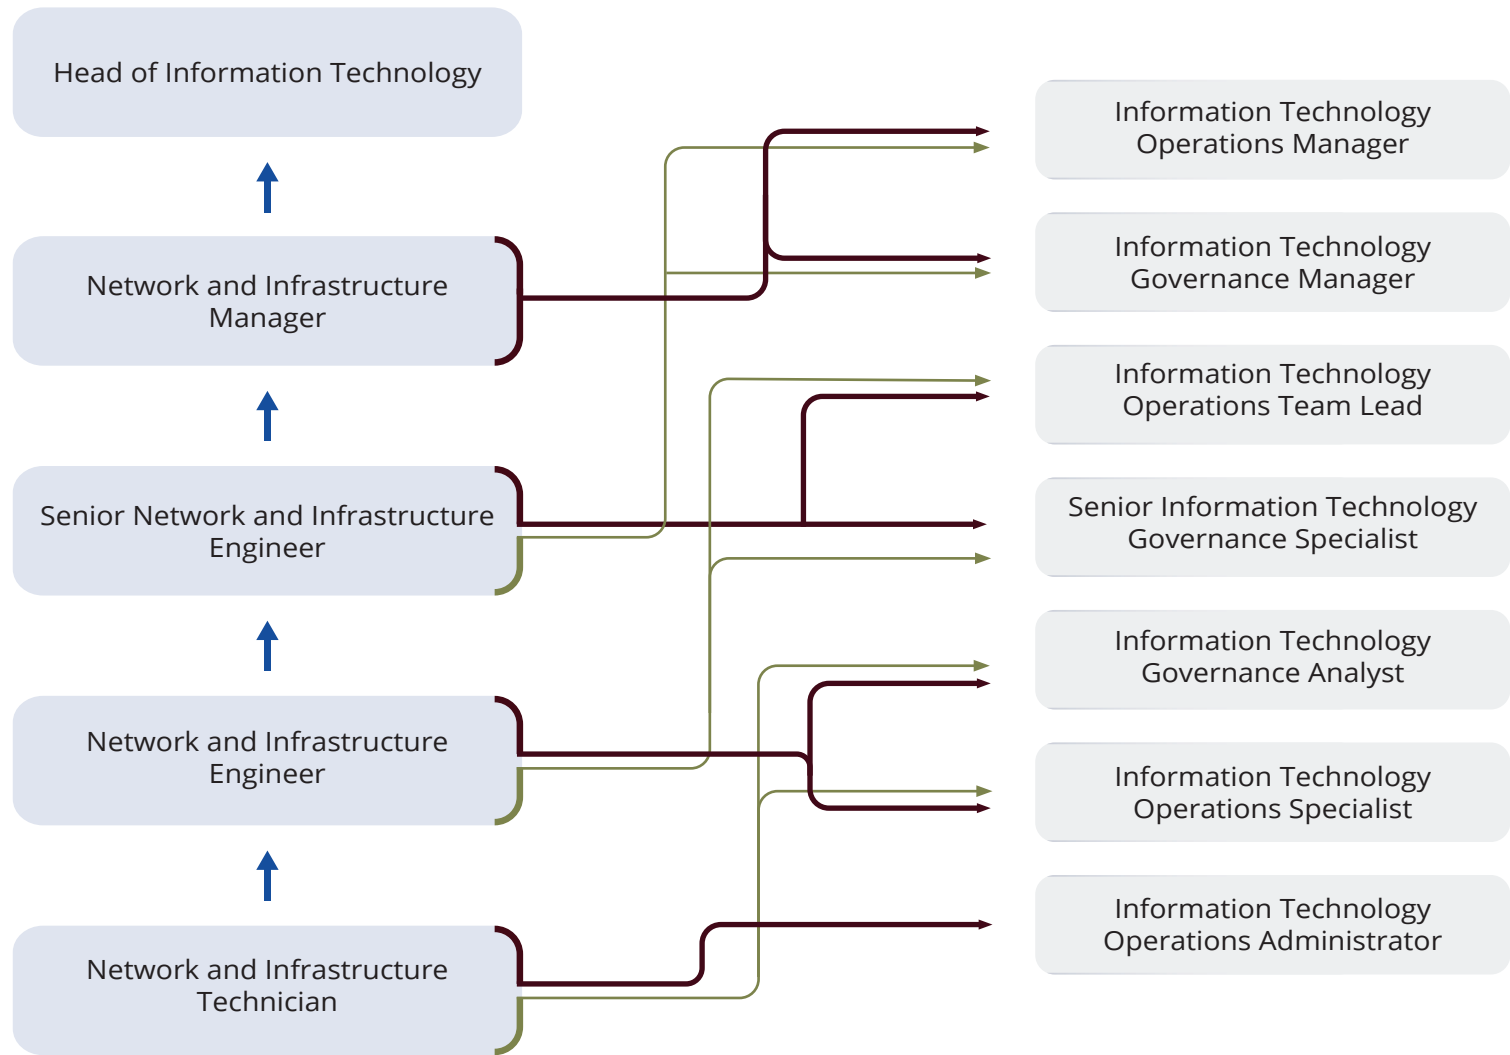 Head of Information Technology
Network and Infrastructure
Manager
Senior Network and Infrastructure
Engineer
Network and Infrastructure
Engineer
Network and Infrastructure
Technician
Information Technology
Operations Manager
Information Technology
Governance Manager
Information Technology
Operations Team Lead
Senior Information Technology
Governance Specialist
Information Technology
Governance Analyst
Information Technology
Operations Specialist
Information Technology
Operations Administrator